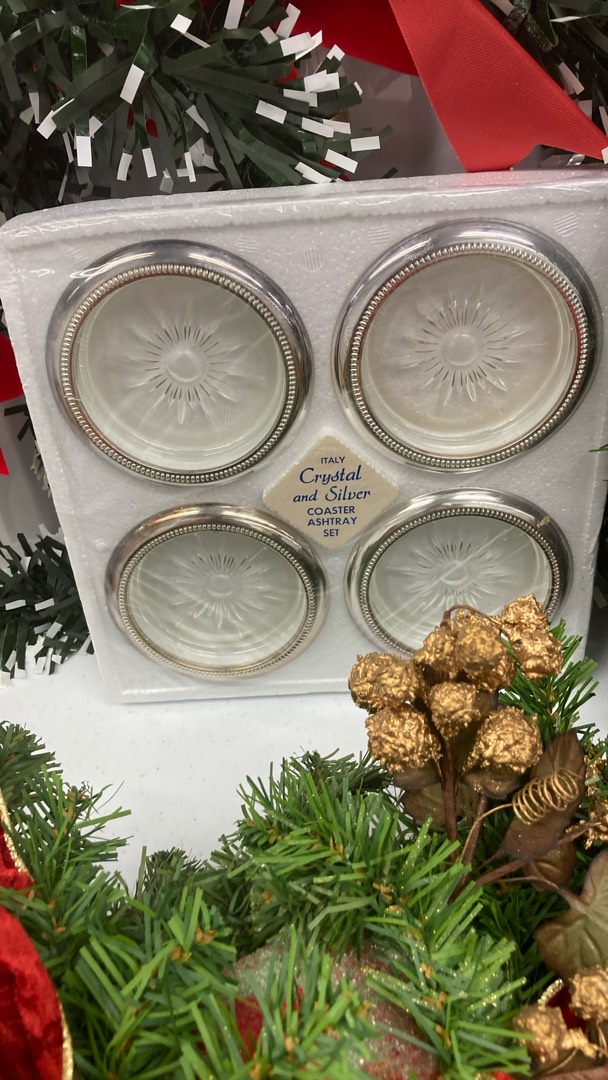 ITALY
Crystal
and Silver
COASTER
ASHTRAY
SET